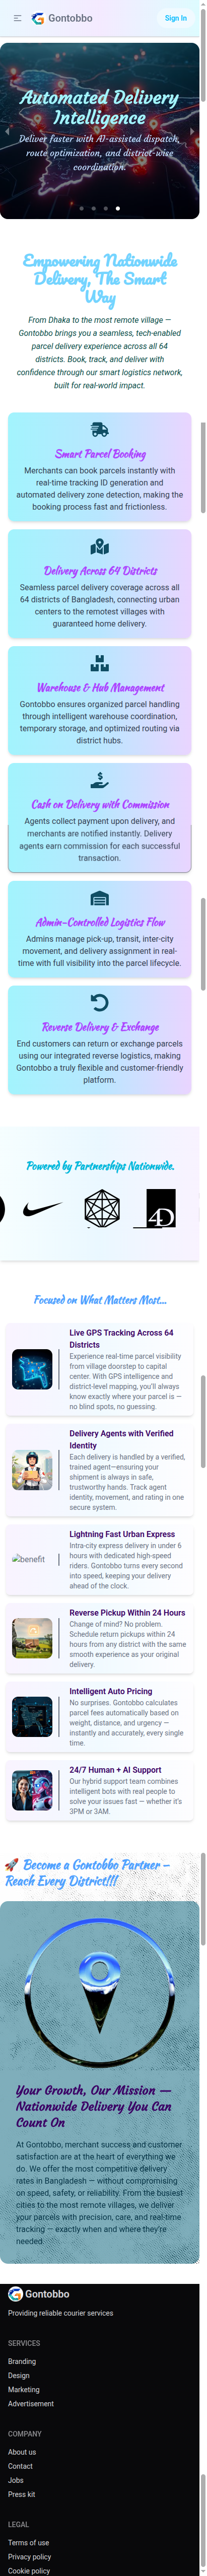 Gontobbo
Sign In
Automated Delivery
Intelligence
Deliver faster with AI-assisted dispatch,
route optimization, and district-wise
coordination.
Empowering Nationwide
Delivery, The Smart
Way
From Dhaka to the most remote village —
Gontobbo brings you a seamless, tech-enabled
parcel delivery experience across all 64
districts. Book, track, and deliver with
confidence through our smart logistics network,
built for real-world impact.
Smart Parcel Booking
Merchants can book parcels instantly with
real-time tracking ID generation and
automated delivery zone detection, making the
booking process fast and frictionless.
Delivery Across 64 Districts
Seamless parcel delivery coverage across all
64 districts of Bangladesh, connecting urban
centers to the remotest villages with
guaranteed home delivery.
Warehouse & Hub Management
Gontobbo ensures organized parcel handling
through intelligent warehouse coordination,
temporary storage, and optimized routing via
district hubs.
Cash on Delivery with Commission
Agents collect payment upon delivery, and
merchants are notified instantly. Delivery
agents earn commission for each successful
transaction.
Admin-Controlled Logistics Flow
Admins manage pick-up, transit, inter-city
movement, and delivery assignment in real-
time with full visibility into the parcel lifecycle.
Reverse Delivery & Exchange
End customers can return or exchange parcels
using our integrated reverse logistics, making
Gontobbo a truly flexible and customer-friendly
platform.
Powered by Partnerships Nationwide.
4D
Focused on What Matters Most...
Live GPS Tracking Across 64
Districts
Experience real-time parcel visibility
from village doorstep to capital
center. With GPS intelligence and
district-level mapping, you'll always
know exactly where your parcel is —
no blind spots, no guessing.
Delivery Agents with Verified
Identity
Each delivery is handled by a verified,
trained agent—ensuring your
shipment is always in safe,
trustworthy hands. Track agent
identity, movement, and rating in one
secure system.
benefit
Lightning Fast Urban Express
Intra-city express delivery in under 6
hours with dedicated high-speed
riders. Gontobbo turns every second
into speed, keeping your delivery
ahead of the clock.
Reverse Pickup Within 24 Hours
Change of mind? No problem.
Schedule return pickups within 24
hours from any district with the same
smooth experience as your original
delivery.
Intelligent Auto Pricing
No surprises. Gontobbo calculates
parcel fees automatically based on
weight, distance, and urgency —
instantly and accurately, every single
time.
24/7 Human + AI Support
Our hybrid support team combines
intelligent bots with real people to
solve your issues fast — whether it's
3PM or 3AM.
🚀 Become a Gontobbo Partner –
Reach Every District!!!
Your Growth, Our Mission —
Nationwide Delivery You Can
Count On
At Gontobbo, merchant success and customer
satisfaction are at the heart of everything we
do. We offer the most competitive delivery
rates in Bangladesh — without compromising
on speed, safety, or reliability. From the busiest
cities to the most remote villages, we deliver
your parcels with precision, care, and real-time
tracking — exactly when and where they're
needed.
Gontobbo
Providing reliable courier services
SERVICES
Branding
Design
Marketing
Advertisement
COMPANY
About us
Contact
Jobs
Press kit
LEGAL
Terms of use
Privacy policy
Cookie policy